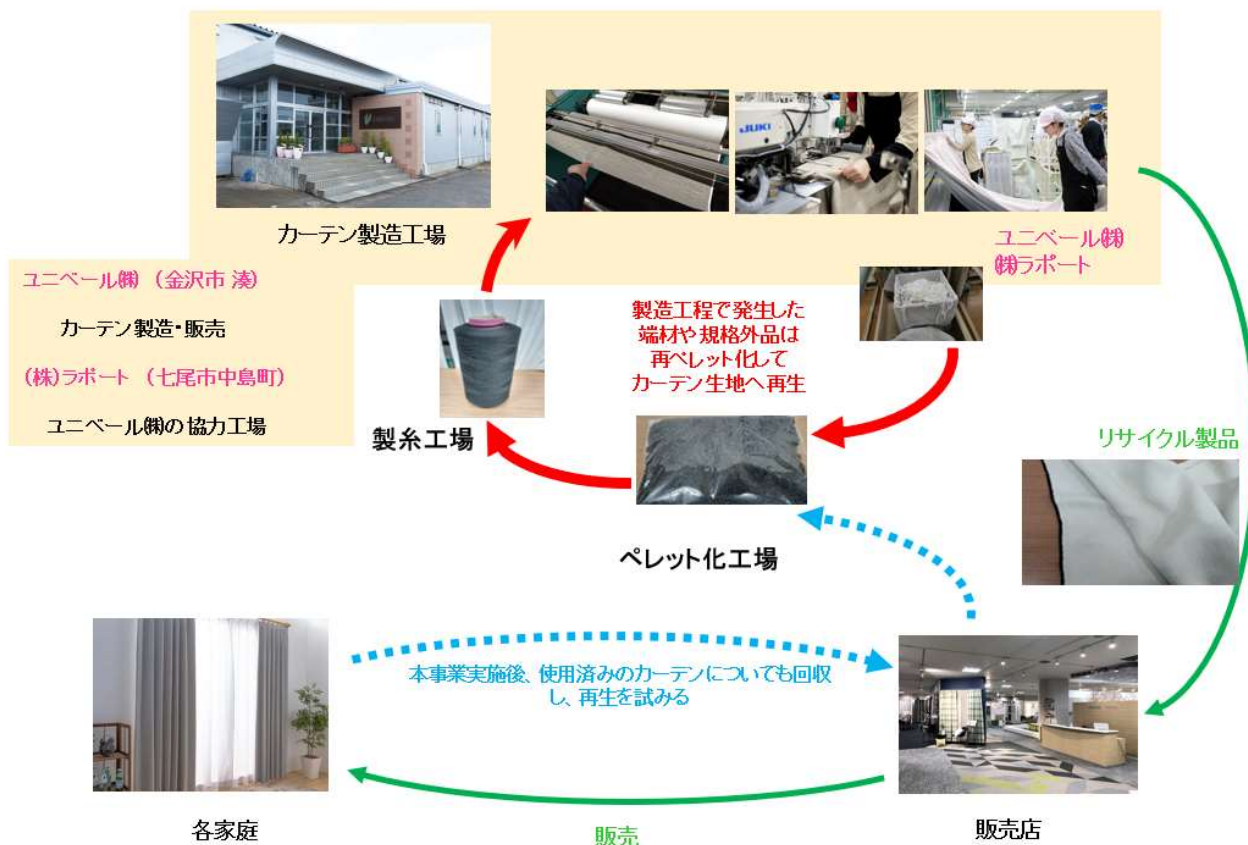 カーテン製造工場
JUKI
ユニベール㈱
㈱ラポート
ユニベール㈱ （金沢市 湊）
カーテン製造・販売
(株)ラポート （七尾市中島町）
ユニベール㈱の協力工場
製造工程で発生した
端材や規格外品は
再ペレット化して
カーテン生地へ再生
製糸工場
リサイクル製品
ペレット化工場
本事業実施後、使用済みのカーテンについても回収
し、再生を試みる
各家庭
販売
販売店